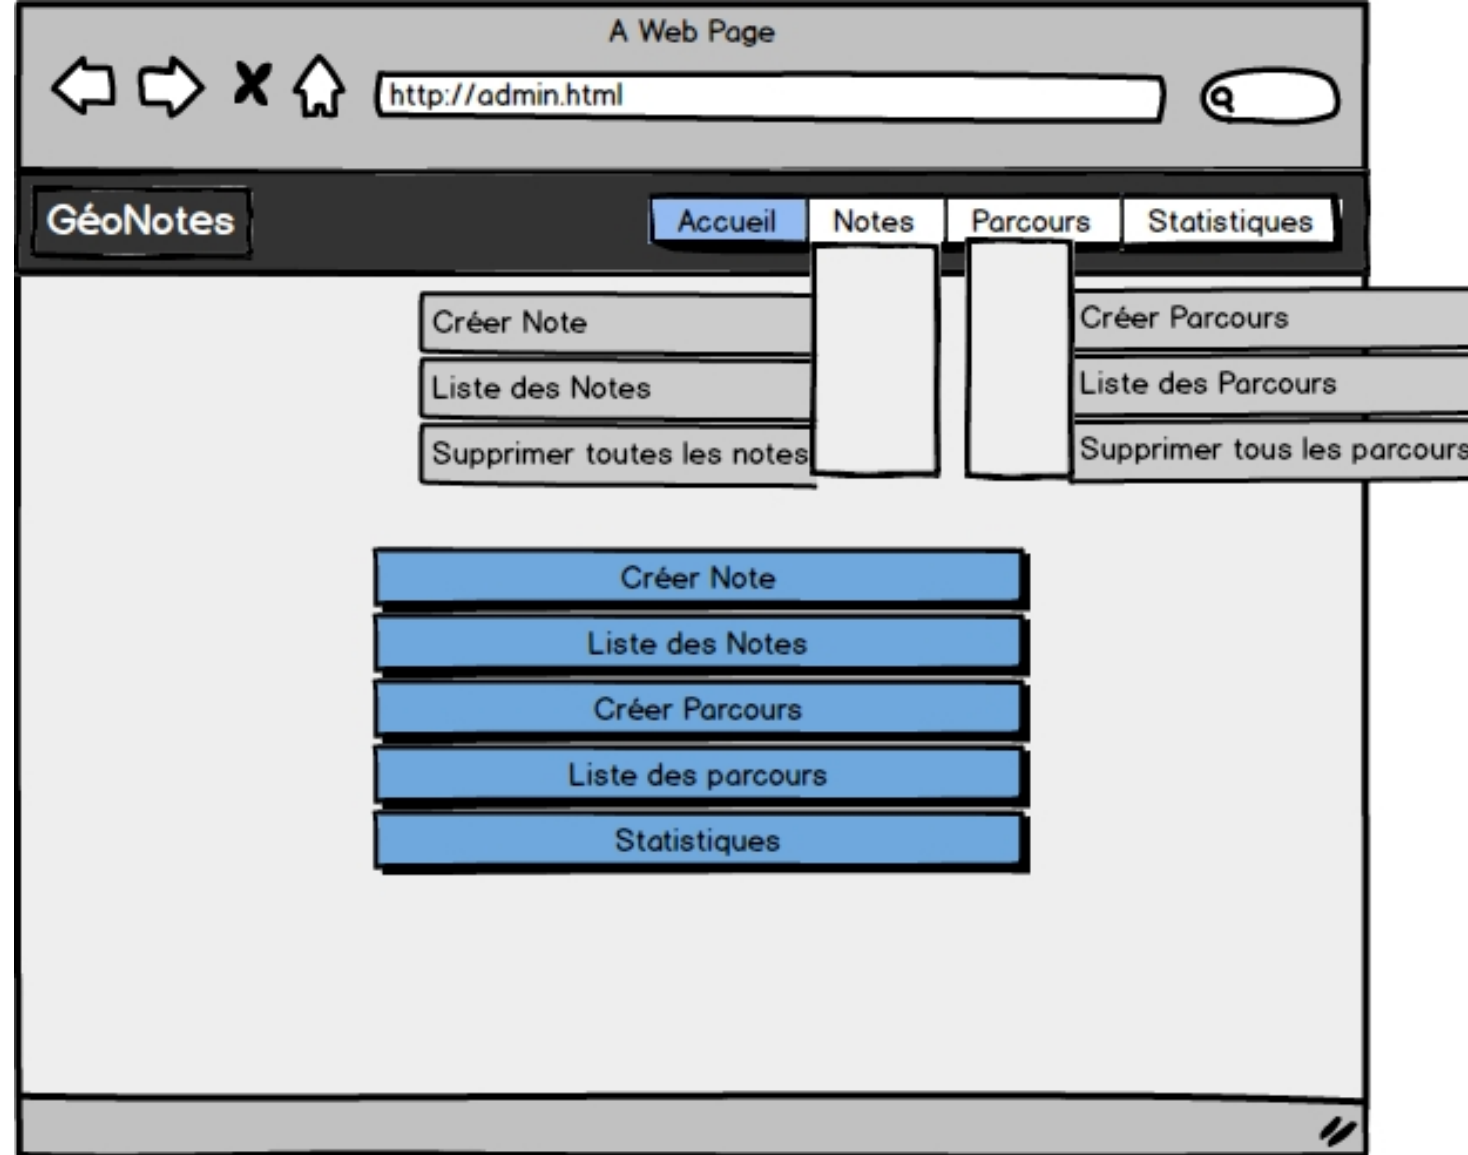 A Web Page
http://admin.html
GéoNotes
Accueil
Notes
Parcours
Statistiques
Créer Note
Liste des Notes
Supprimer toutes les notes
Créer Parcours
Liste des Parcours
Supprimer tous les parcours
Créer Note
Liste des Notes
Créer Parcours
Liste des parcours
Statistiques